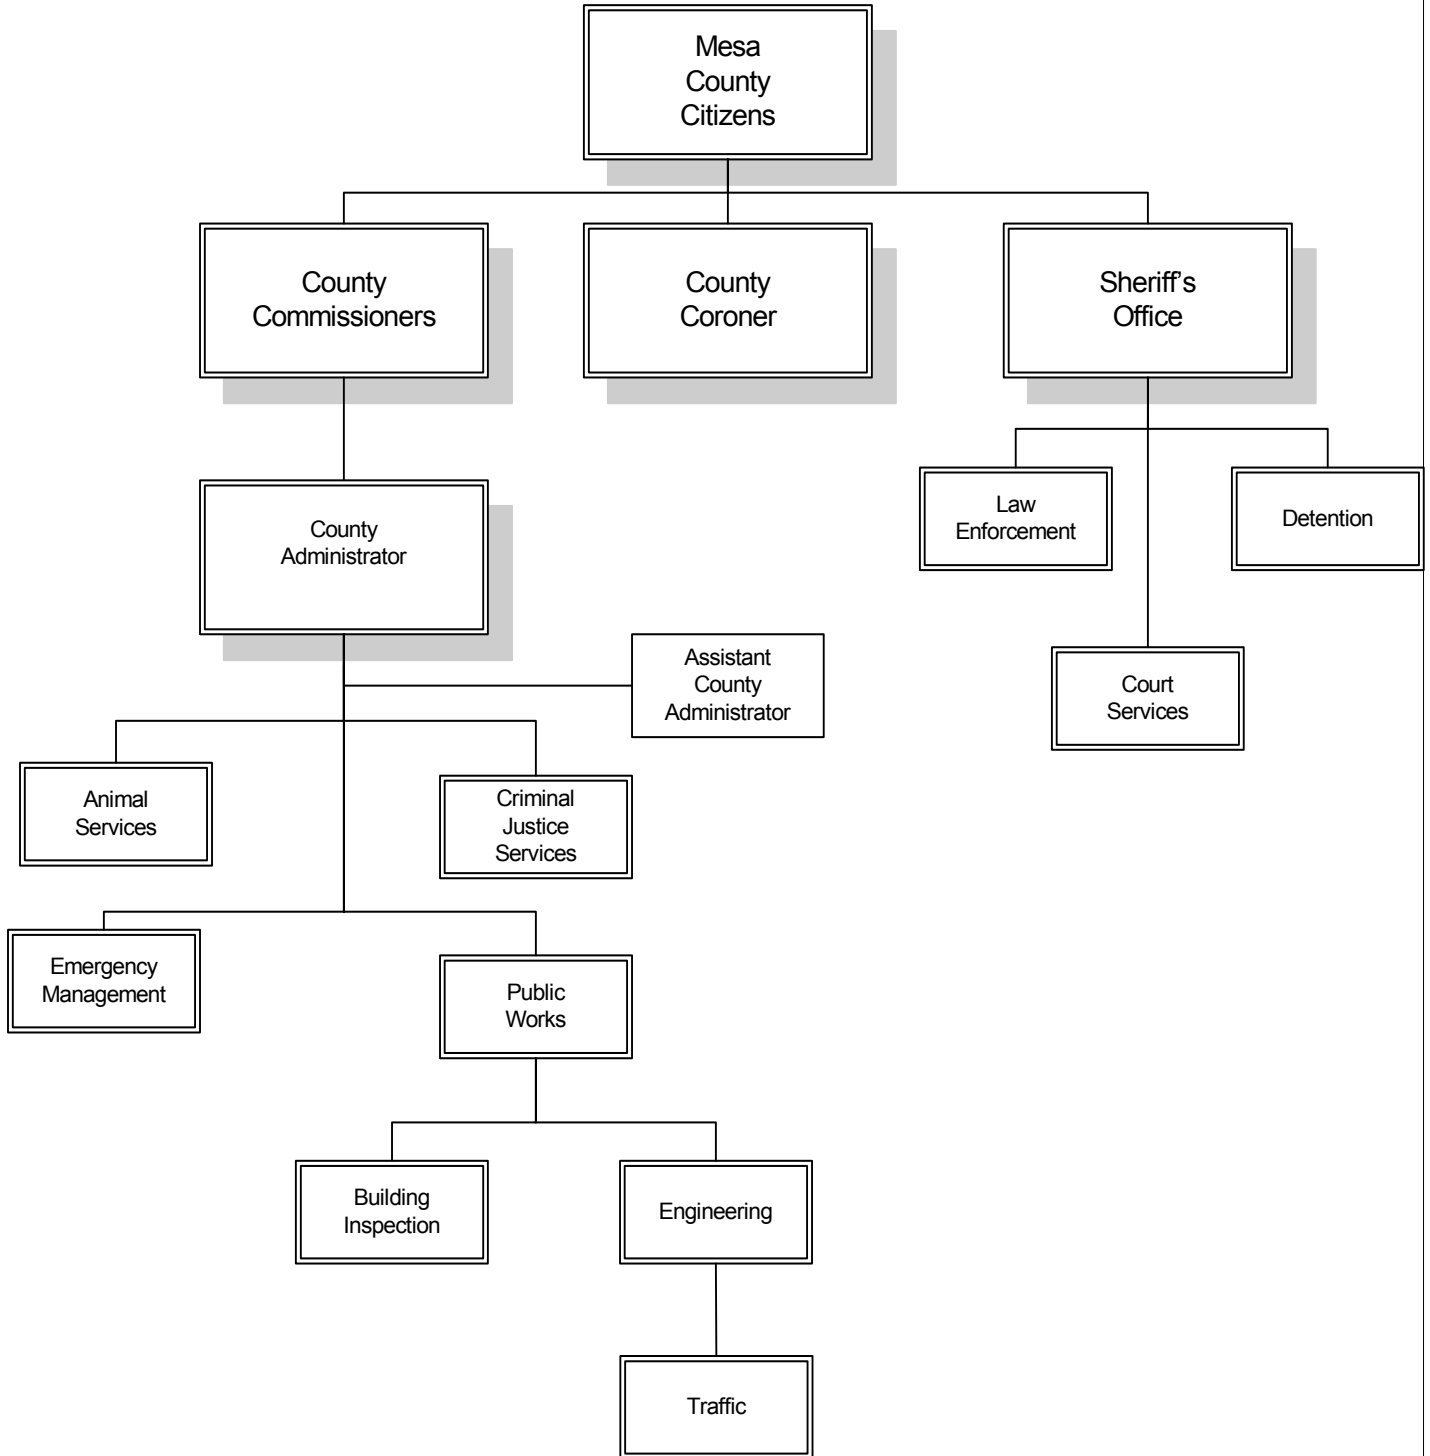 Mesa
County
Citizens
County
Commissioners
County
Coroner
Sheriff's
Office
Law
Enforcement
Detention
County
Administrator
Assistant
County
Administrator
Court
Services
Animal
Services
Criminal
Justice
Services
Emergency
Management
Public
Works
Building
Inspection
Engineering
Traffic